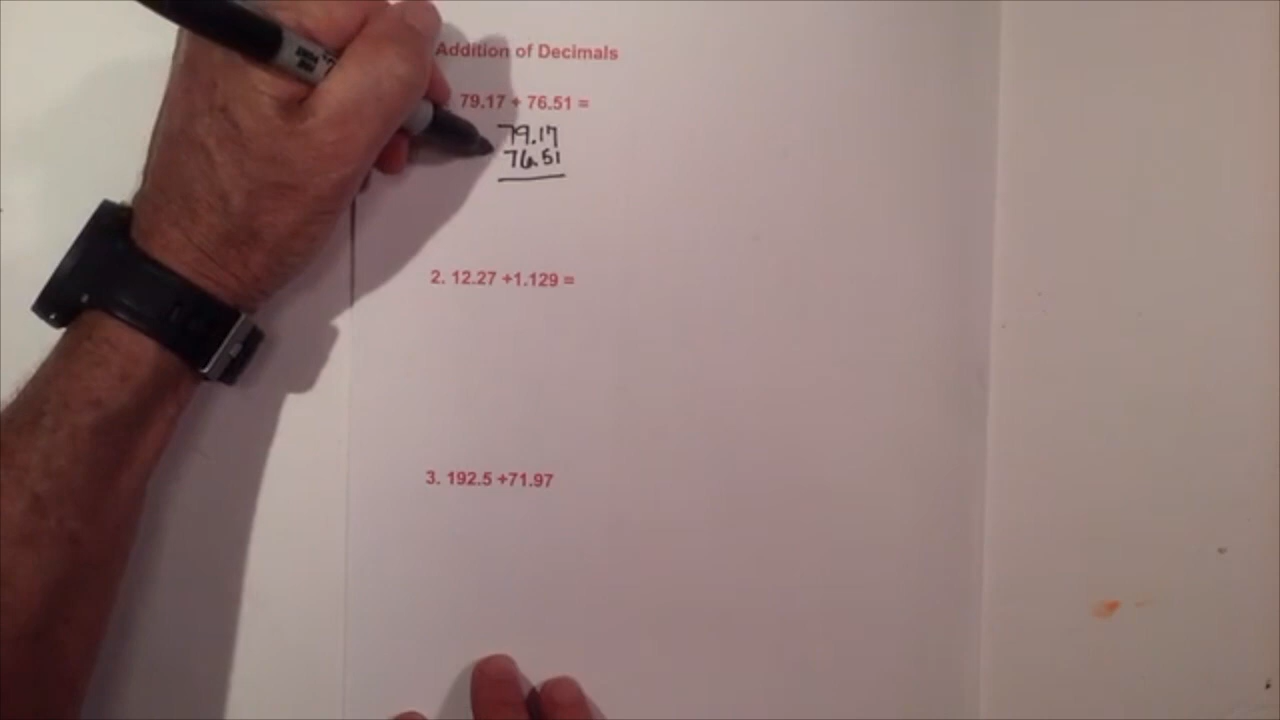 Addition of Decimals
79.17 + 76.51 =
79.17
76.51
2. 12.27 +1.129 =
3. 192.5 +71.97